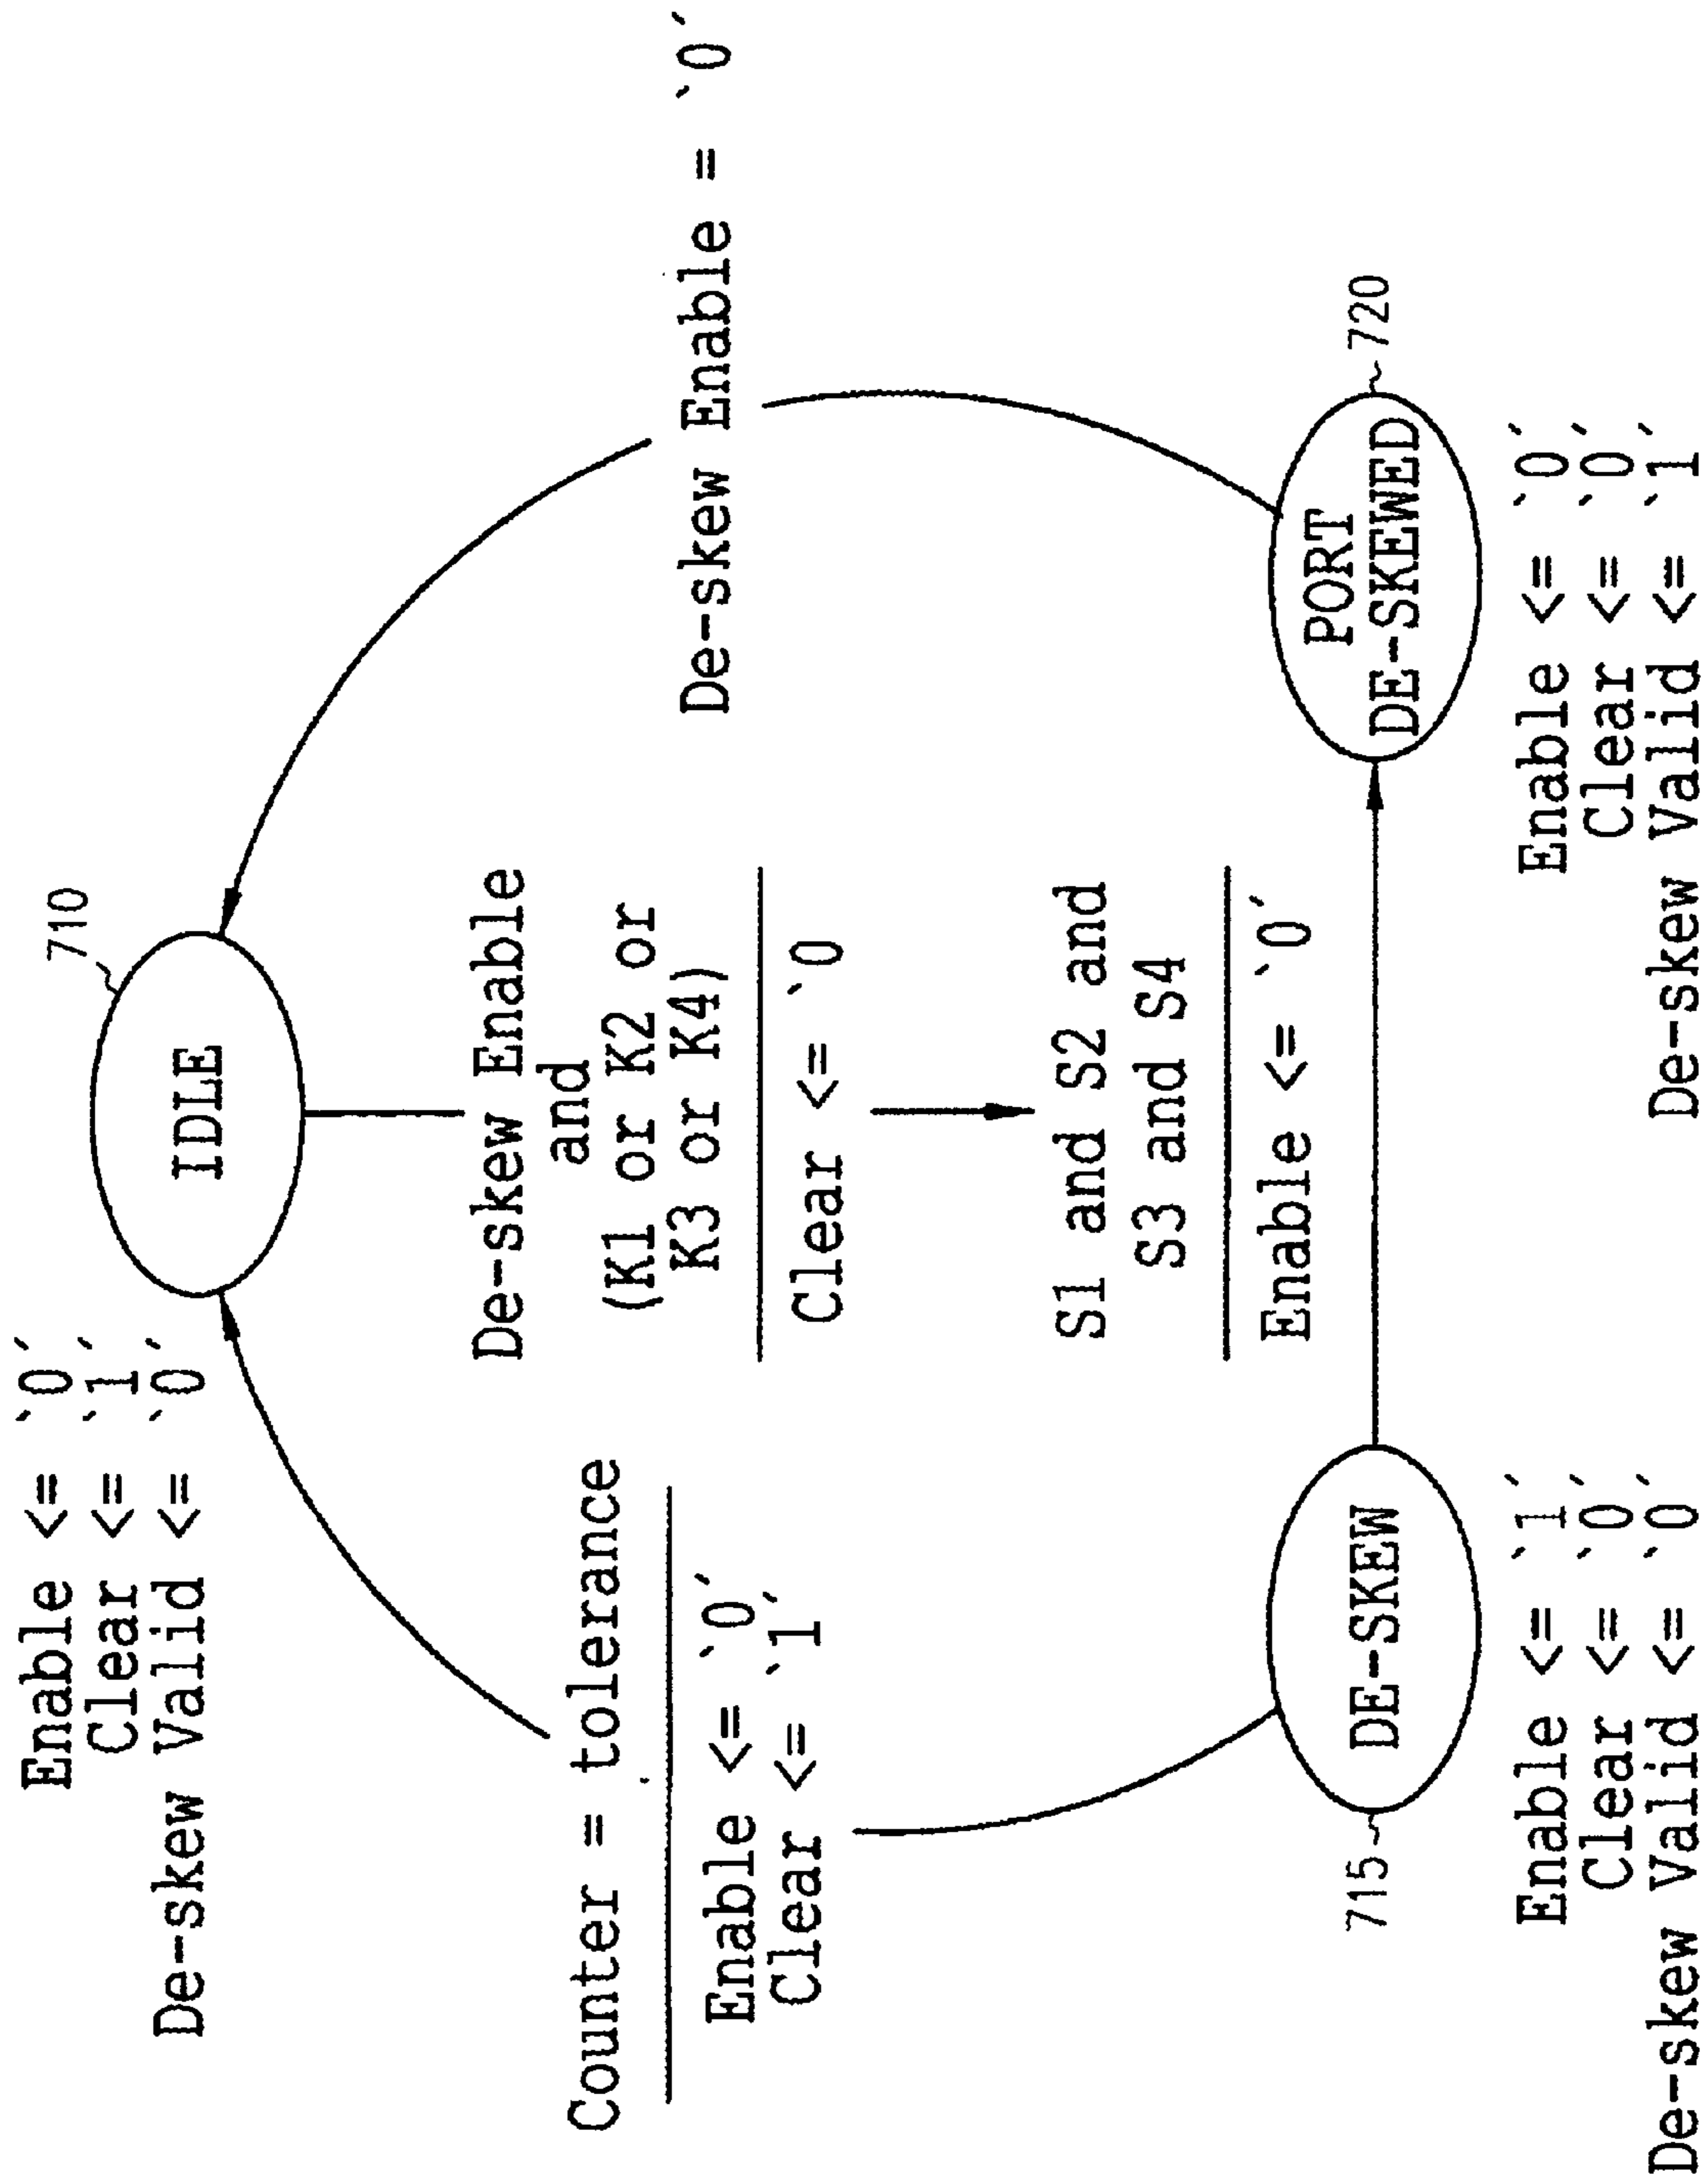 Enable <= `0´
Clear <= `1´
De-skew Valid <= `0´
710
IDLE
Counter = tolerance
Enable <= `0´
Clear <= `1´
De-skew Enable
and
(K1 or K2 or
K3 or K4)
Clear <= `0
De-skew Enable = `0´
S1 and S2 and
S3 and S4
Enable <= `0´
715
DE-SKEW
Enable <= `1´
Clear <= `0´
De-skew Valid <= `0´
PORT
DE-SKEWED
720
Enable <= `0´
Clear <= `0´
De-skew Valid <= `1´